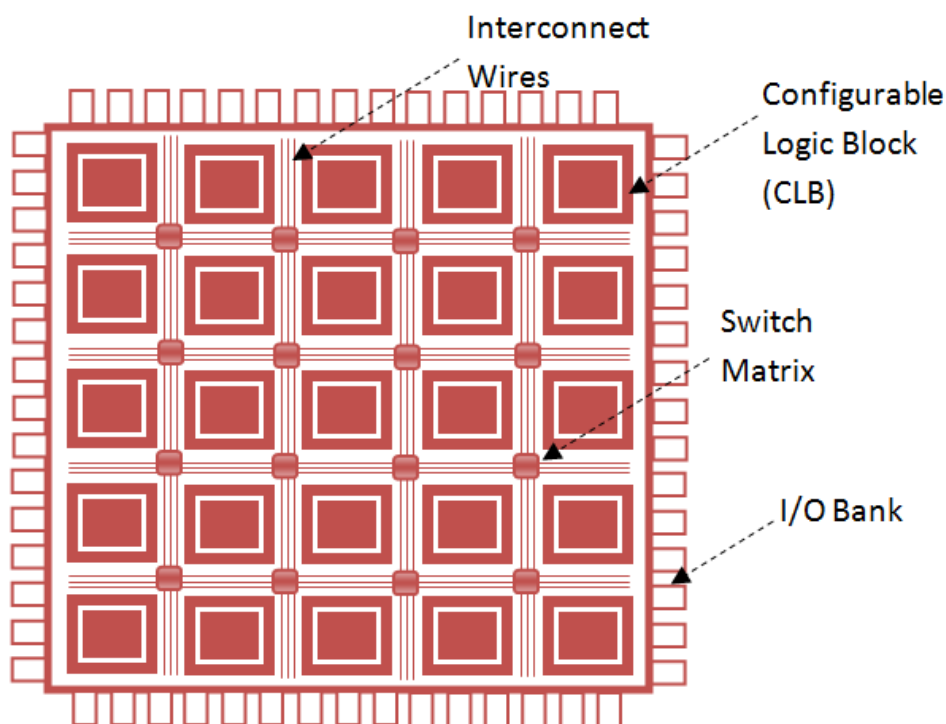 Interconnect
Wires
Configurable
Logic Block
(CLB)
Switch
Matrix
I/O Bank